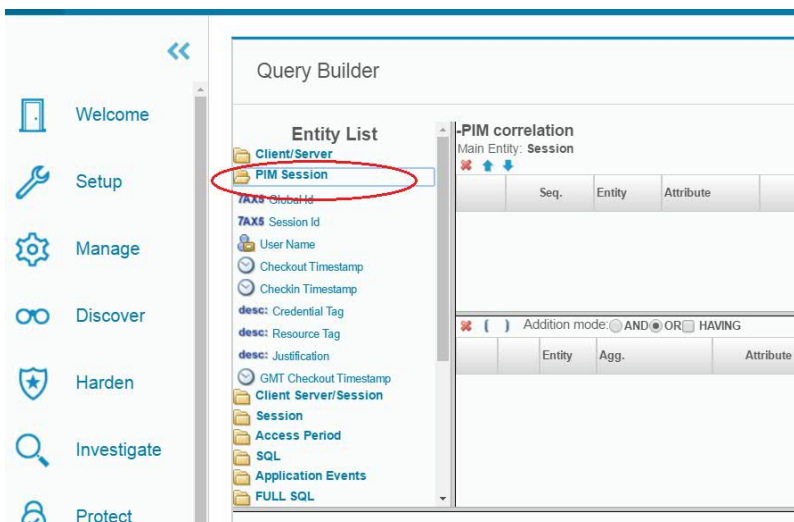 Query Builder
Welcome
Setup
Manage
Discover
Harden
Investigate
Protect
Entity List
Client/Server
PIM Session
7AX5 Global Id
7AX5 Session Id
User Name
Checkout Timestamp
Checkin Timestamp
desc: Credential Tag
desc: Resource Tag
desc: Justification
GMT Checkout Timestamp
Client Server/Session
Session
Access Period
SQL
Application Events
FULL SQL
-PIM correlation
Main Entity: Session
Seq. Entity Attribute
( ) Addition mode: AND OR HAVING
Entity Agg. Attribute